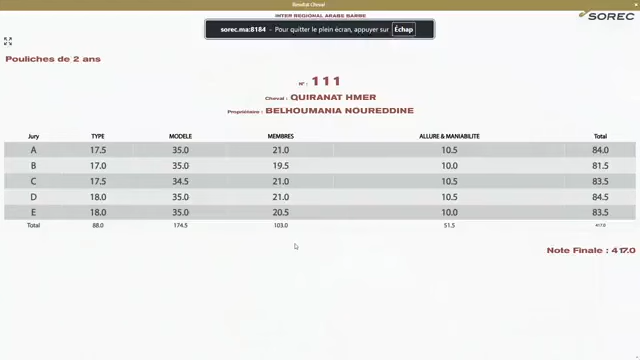 Resultat Cheval
INTER REGIONAL ARABE BARBE
SOREC
sorec.ma:8184 - Pour quitter le plein écran, appuyer sur Échap
Pouliches de 2 ans
N° : 111
Cheval : QUIRANAT HMER
Propriétaire : BELHOUMANIA NOUREDDINE
Jury TYPE MODELE MEMBRES ALLURE & MANIABILITE Total
A 17.5 35.0 21.0 10.5 84.0
B 17.0 35.0 19.5 10.0 81.5
C 17.5 34.5 21.0 10.5 83.5
D 18.0 35.0 21.0 10.5 84.5
E 18.0 35.0 20.5 10.0 83.5
Total 88.0 174.5 103.0 51.5 417.0
Note Finale : 417.0